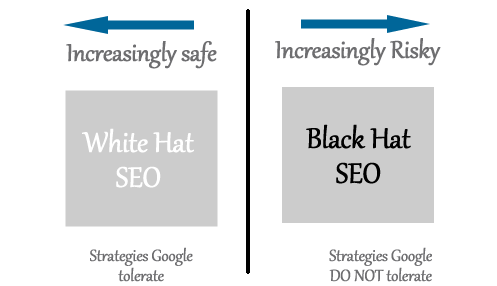 Increasingly safe
White Hat
SEO
Strategies Google
tolerate
Increasingly Risky
Black Hat
SEO
Strategies Google
DO NOT tolerate